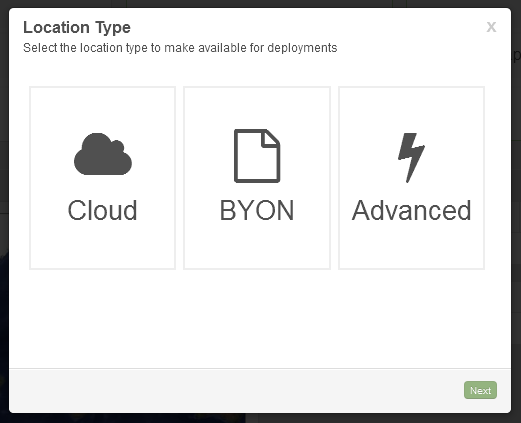 Location Type
X
Select the location type to make available for deployments
Cloud
BYON
Advanced
Next